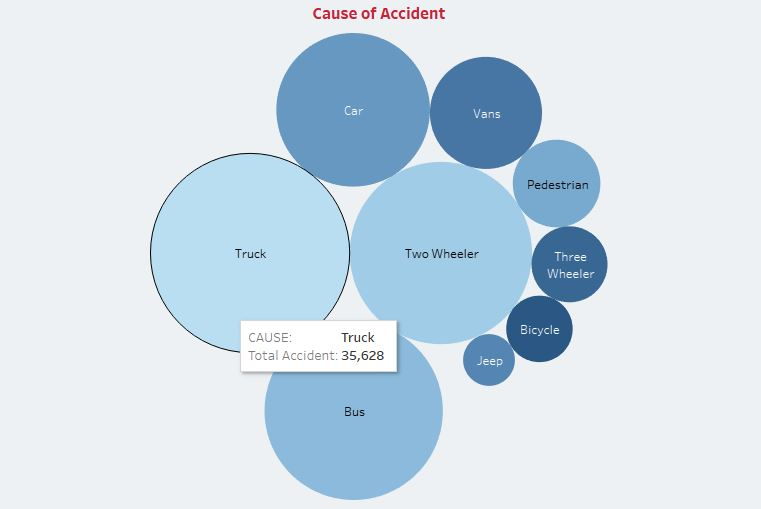 Cause of Accident
Car
Vans
Pedestrian
Truck
Two Wheeler
Three
Wheeler
Bicycle
Jeep
CAUSE: Truck
Total Accident: 35,628
Bus